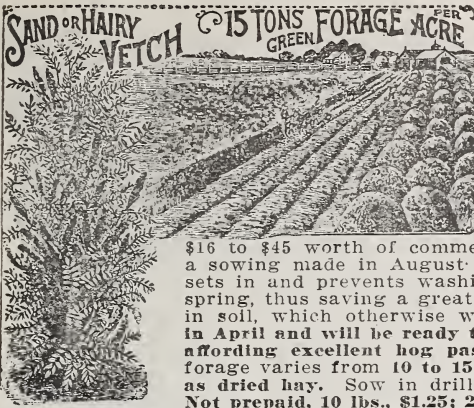 SAND OR HAIRY VETCH
15 TONS GREEN FORAGE PER ACRE
$16 to $45 worth of comme
a sowing made in August
sets in and prevents washi
spring, thus saving a great
in soil, which otherwise w
in April and will be ready
affording excellent hog pas
forage varies from 10 to 15
as dried hay. Sow in drill
Not prepaid, 10 lbs., $1.25; 2